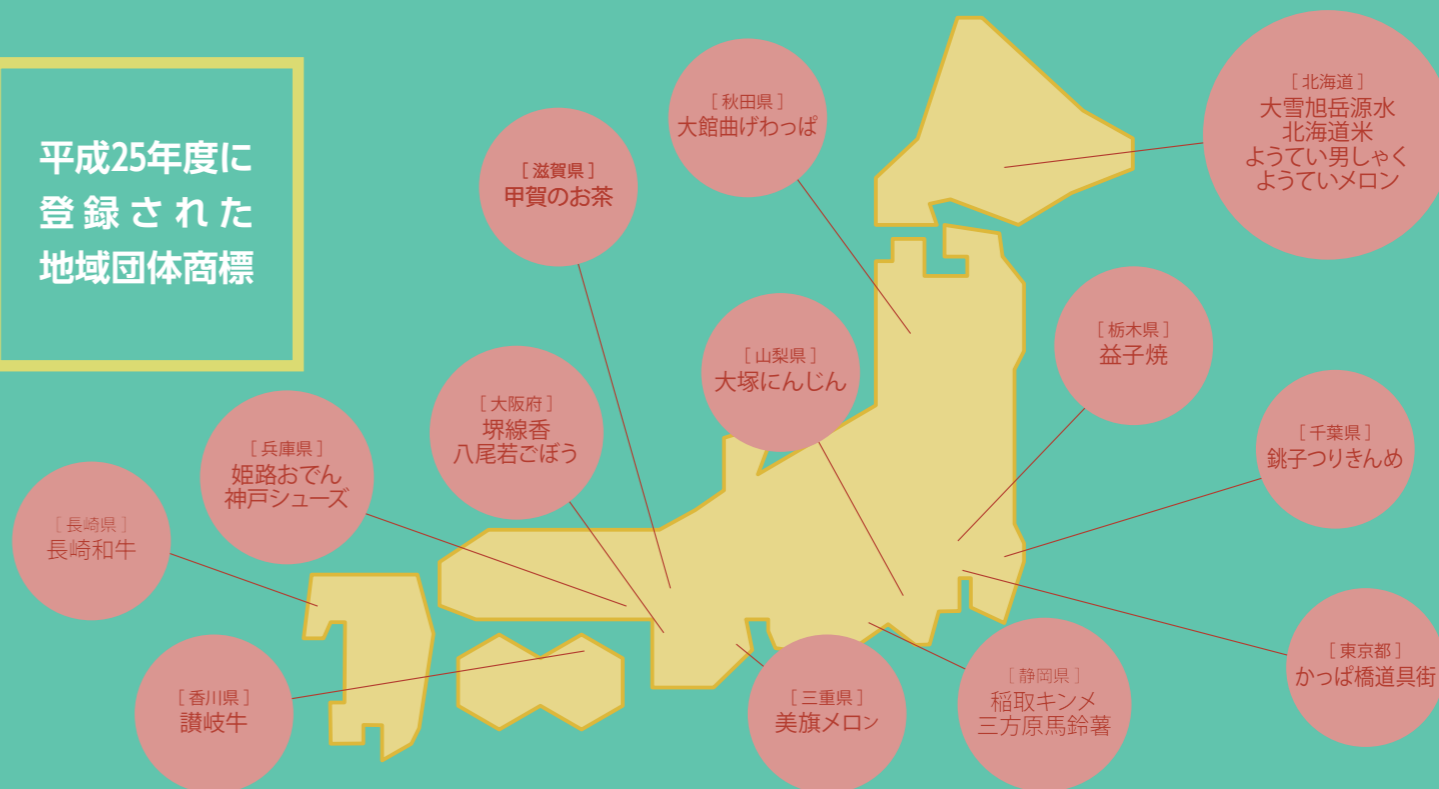 平成25年度に
登録された
地域団体商標
[ 北海道 ]
大雪旭岳源水
北海道米
ようてい男しゃく
ようていメロン
[ 秋田県 ]
大館曲げわっぱ
[ 滋賀県 ]
甲賀のお茶
[ 栃木県 ]
益子焼
[ 山梨県 ]
大塚にんじん
[ 大阪府 ]
堺線香
八尾若ごぼう
[ 千葉県 ]
銚子つりきんめ
[ 兵庫県 ]
姫路おでん
神戸シューズ
[ 長崎県 ]
長崎和牛
[ 東京都 ]
かっぱ橋道具街
[ 静岡県 ]
稲取キンメ
三方原馬鈴薯
[ 三重県 ]
美旗メロン
[ 香川県 ]
讃岐牛